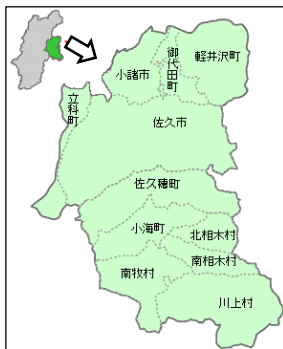 軽井沢町
御代田町
小諸市
立科町
佐久市
佐久穂町
小海町
北相木村
南相木村
南牧村
川上村